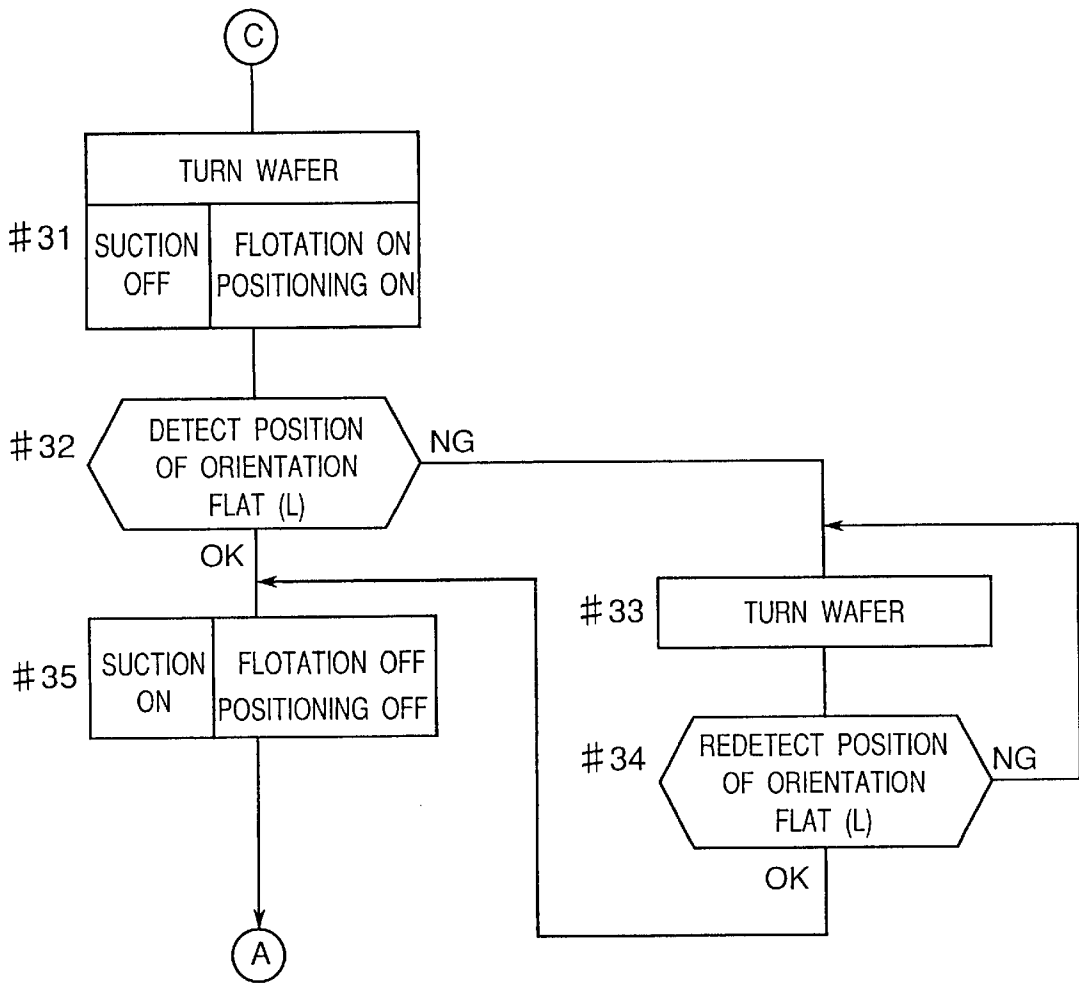 C
TURN WAFER
#31
SUCTION
OFF
FLOTATION ON
POSITIONING ON
#32
DETECT POSITION
OF ORIENTATION
FLAT (L)
NG
OK
#33
TURN WAFER
#35
SUCTION
ON
FLOTATION OFF
POSITIONING OFF
#34
REDETECT POSITION
OF ORIENTATION
FLAT (L)
NG
OK
A